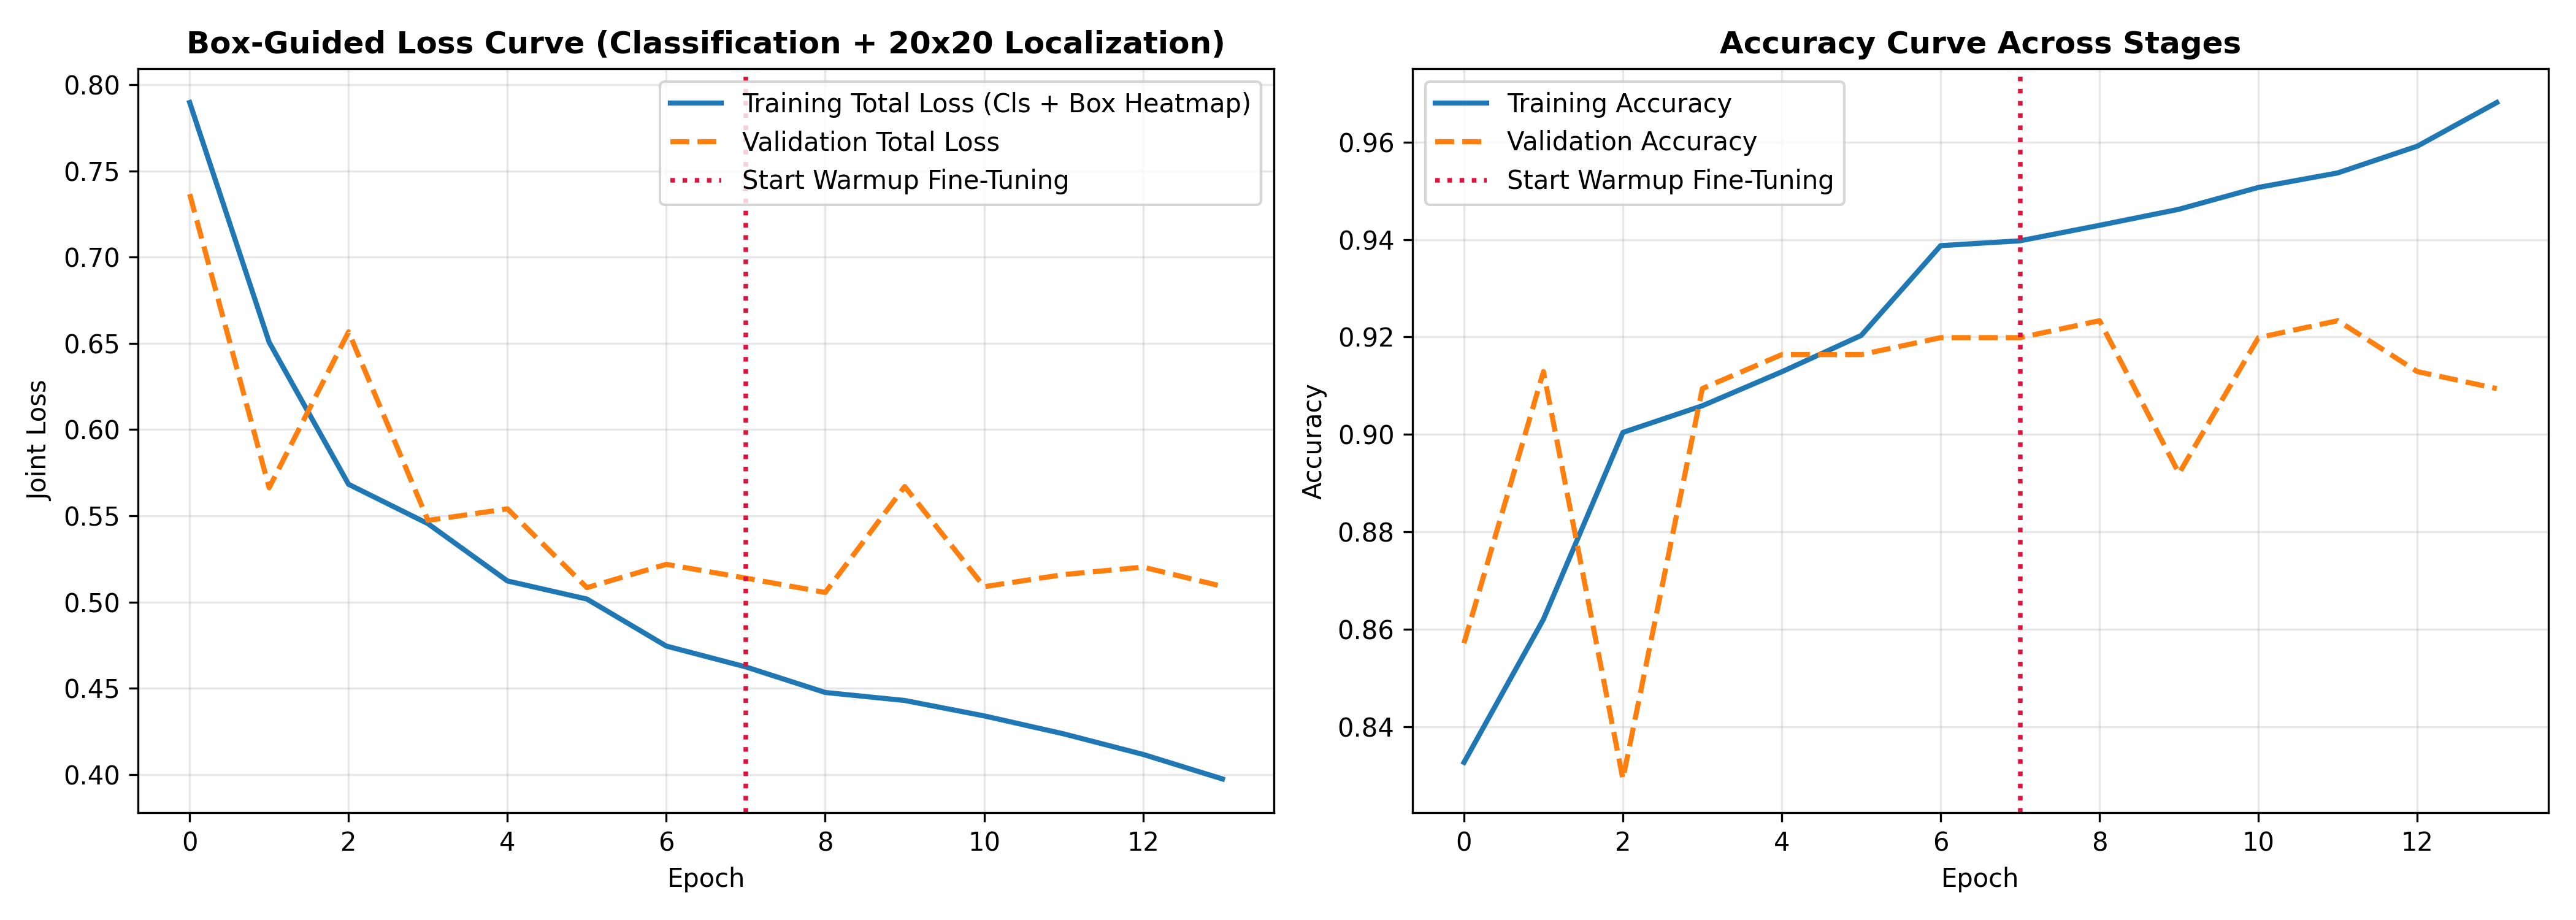 Box-Guided Loss Curve (Classification + 20x20 Localization)
Training Total Loss (Cls + Box Heatmap)
Validation Total Loss
Start Warmup Fine-Tuning
0.80
0.75
0.70
0.65
0.60
0.55
0.50
0.45
0.40
Joint Loss
0 2 4 6 8 10 12
Epoch
Accuracy Curve Across Stages
Training Accuracy
Validation Accuracy
Start Warmup Fine-Tuning
0.96
0.94
0.92
0.90
0.88
0.86
0.84
Accuracy
0 2 4 6 8 10 12
Epoch